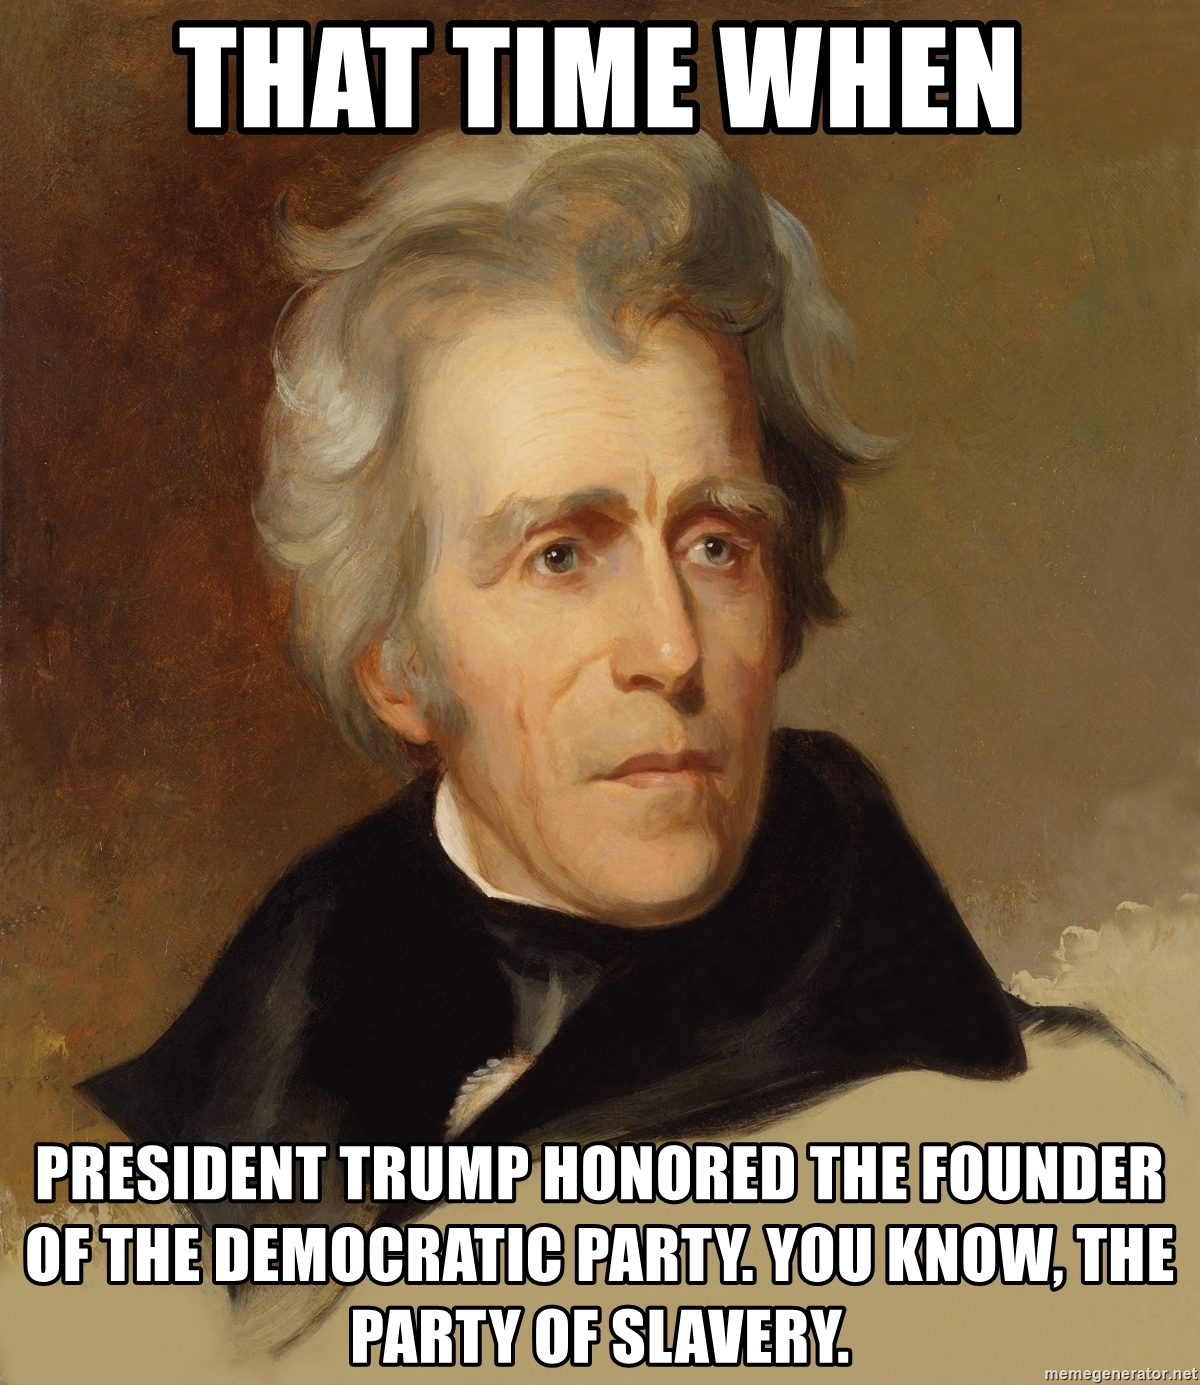 THAT TIME WHEN
PRESIDENT TRUMP HONORED THE FOUNDER
OF THE DEMOCRATIC PARTY. YOU KNOW, THE
PARTY OF SLAVERY.
memegenerator.net